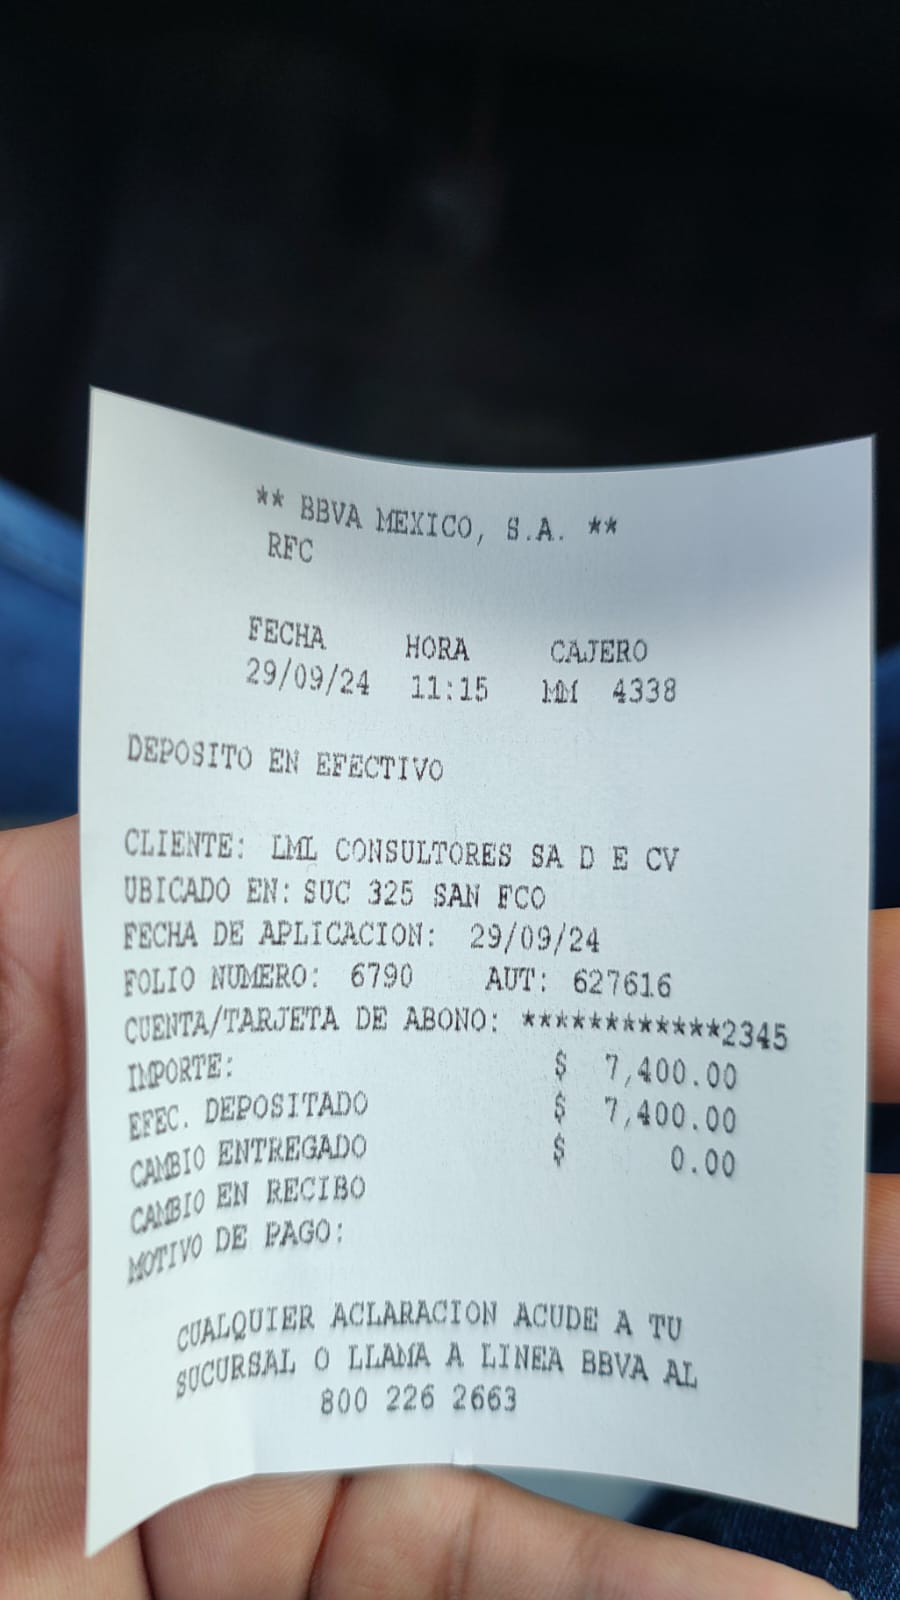 ** BBVA MEXICO, S.A. **
RFC
FECHA HORA CAJERO
29/09/24 11:15 MM 4338
DEPOSITO EN EFECTIVO
CLIENTE: LML CONSULTORES SA D E CV
UBICADO EN: SUC 325 SAN FCO
FECHA DE APLICACION: 29/09/24
FOLIO NUMERO: 6790 AUT: 627616
CUENTA/TARJETA DE ABONO: ************2345
IMPORTE: $ 7,400.00
EFEC. DEPOSITADO $ 7,400.00
CAMBIO ENTREGADO $ 0.00
CAMBIO EN RECIBO
MOTIVO DE PAGO:
CUALQUIER ACLARACION ACUDE A TU
SUCURSAL O LLAMA A LINEA BBVA AL
800 226 2663